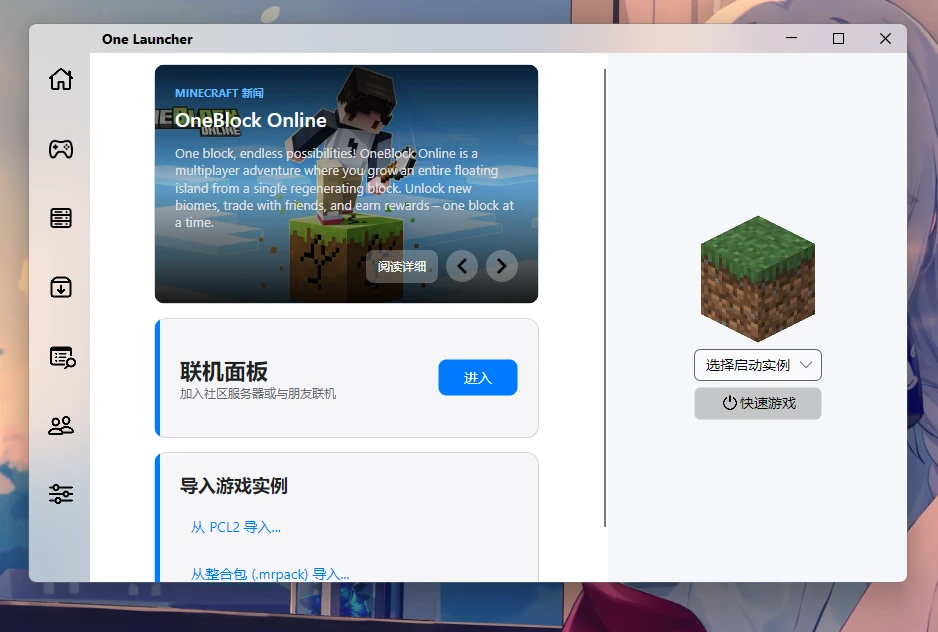 One Launcher
MINECRAFT 新闻
OneBlock Online
One block, endless possibilities! OneBlock Online is a
multiplayer adventure where you grow an entire floating
island from a single regenerating block. Unlock new
biomes, trade with friends, and earn rewards – one block at
a time.
阅读详细
联机面板
加入社区服务器或与朋友联机
进入
导入游戏实例
从 PCL2 导入...
从整合包 (.mrpack) 导入...
选择启动实例
快速游戏